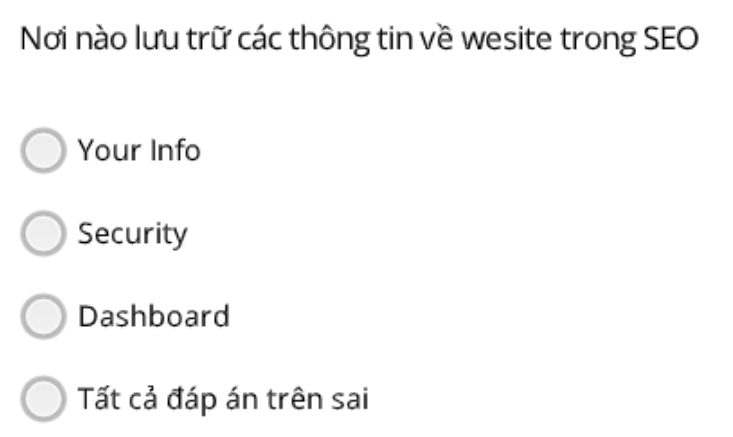 Nơi nào lưu trữ các thông tin về wesite trong SEO
Your Info
Security
Dashboard
Tất cả đáp án trên sai